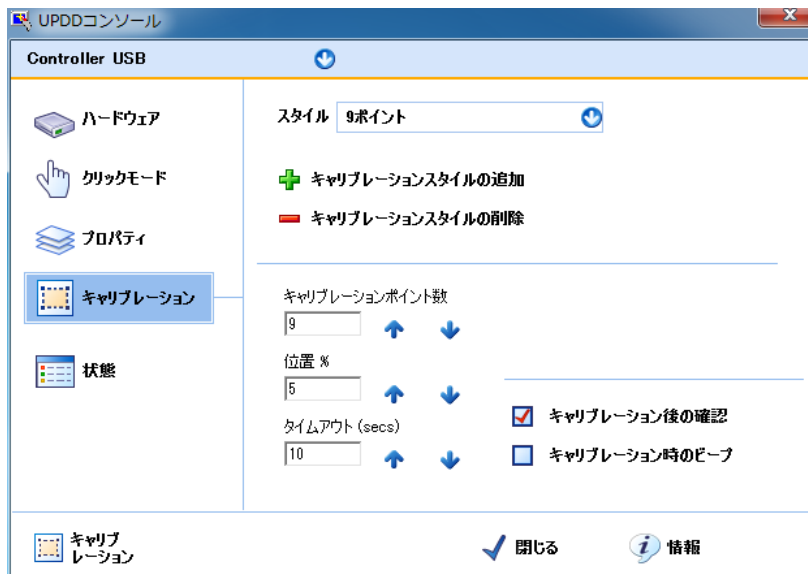 UPDDコンソール
Controller USB
ハードウェア
クリックモード
プロパティ
キャリブレーション
状態
スタイル 9ポイント
キャリブレーションスタイルの追加
キャリブレーションスタイルの削除
キャリブレーションポイント数
9
位置 %
5
タイムアウト (secs)
10
キャリブレーション後の確認
キャリブレーション時のビープ
キャリブ
レーション
閉じる
情報